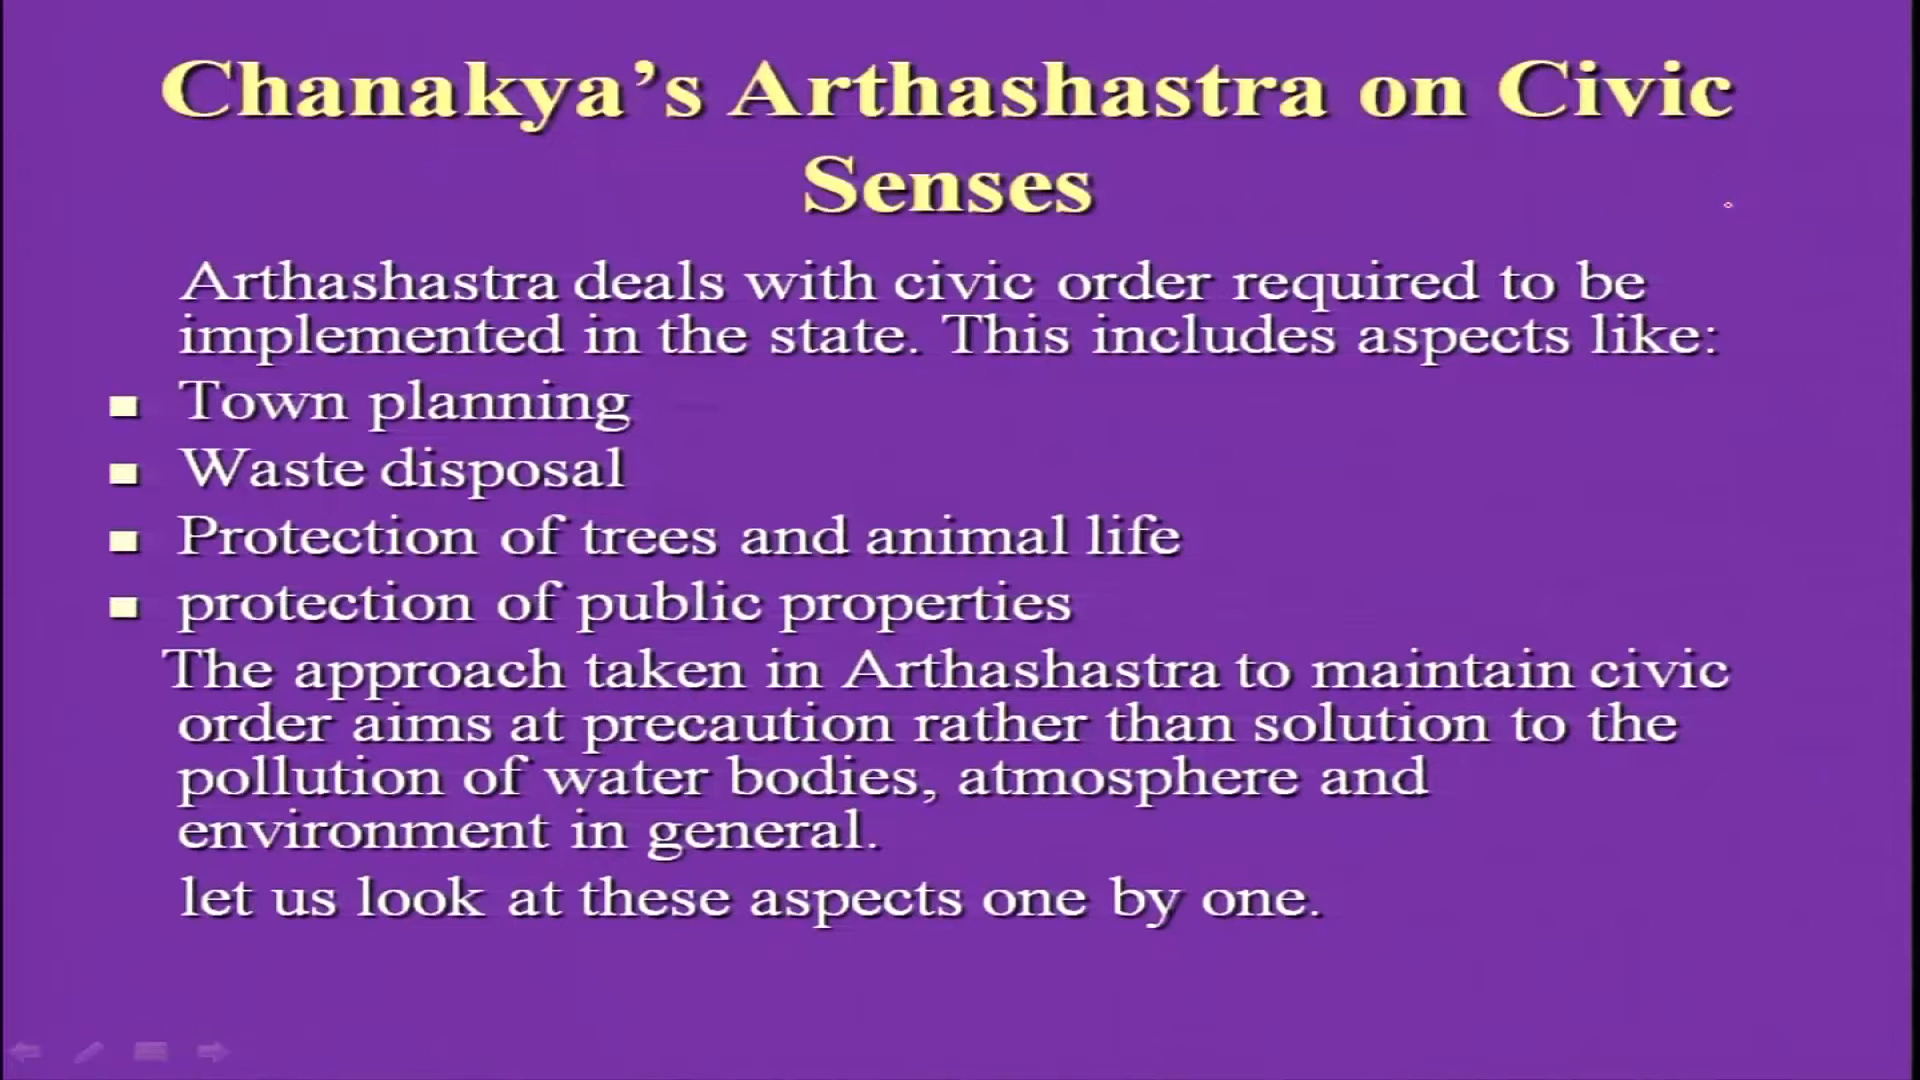 Chanakya’s Arthashastra on Civic
Senses
Arthashastra deals with civic order required to be
implemented in the state. This includes aspects like:
Town planning
Waste disposal
Protection of trees and animal life
protection of public properties
The approach taken in Arthashastra to maintain civic
order aims at precaution rather than solution to the
pollution of water bodies, atmosphere and
environment in general.
let us look at these aspects one by one.